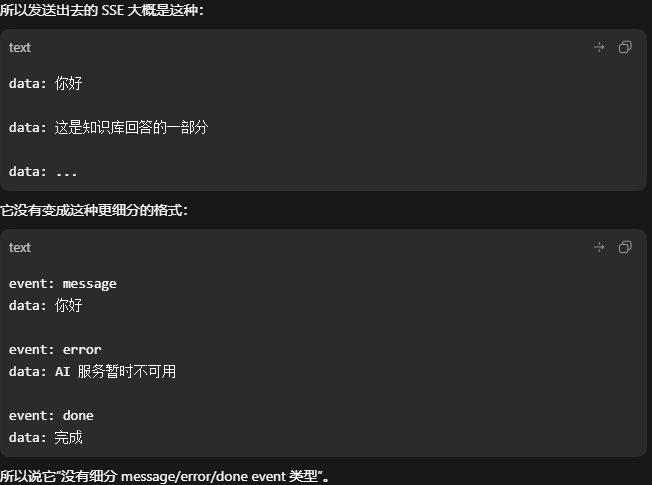 所以发送出去的 SSE 大概是这种：
text
data: 你好
data: 这是知识库回答的一部分
data: ...
它没有变成这种更细分的格式：
text
event: message
data: 你好
event: error
data: AI 服务暂时不可用
event: done
data: 完成
所以说它“没有细分 message/error/done event 类型”。